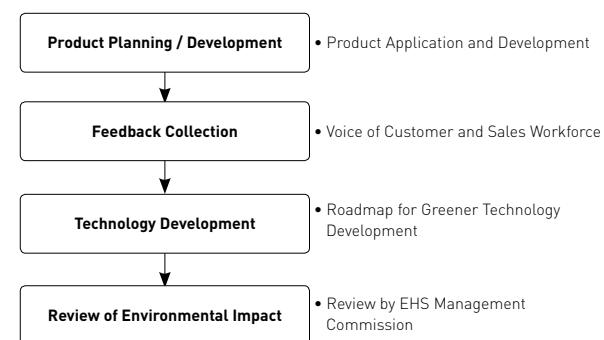 Product Planning / Development
• Product Application and Development
Feedback Collection
• Voice of Customer and Sales Workforce
Technology Development
• Roadmap for Greener Technology
Development
Review of Environmental Impact
• Review by EHS Management
Commission